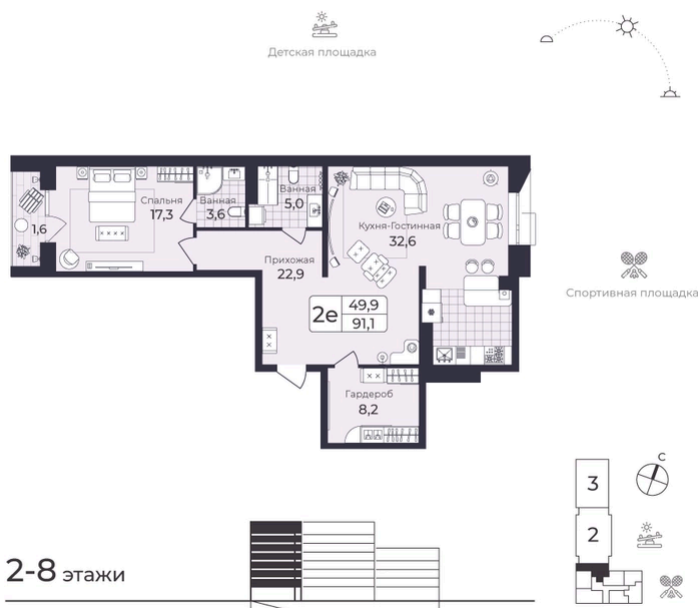 Детская площадка
Спальня
17,3
Ванная
3,6
Ванная
5,0
1,6
Кухня-Гостинная
32,6
Прихожая
22,9
2е
49,9
91,1
Спортивная площадка
Гардероб
8,2
С
3
2
2-8 этажи